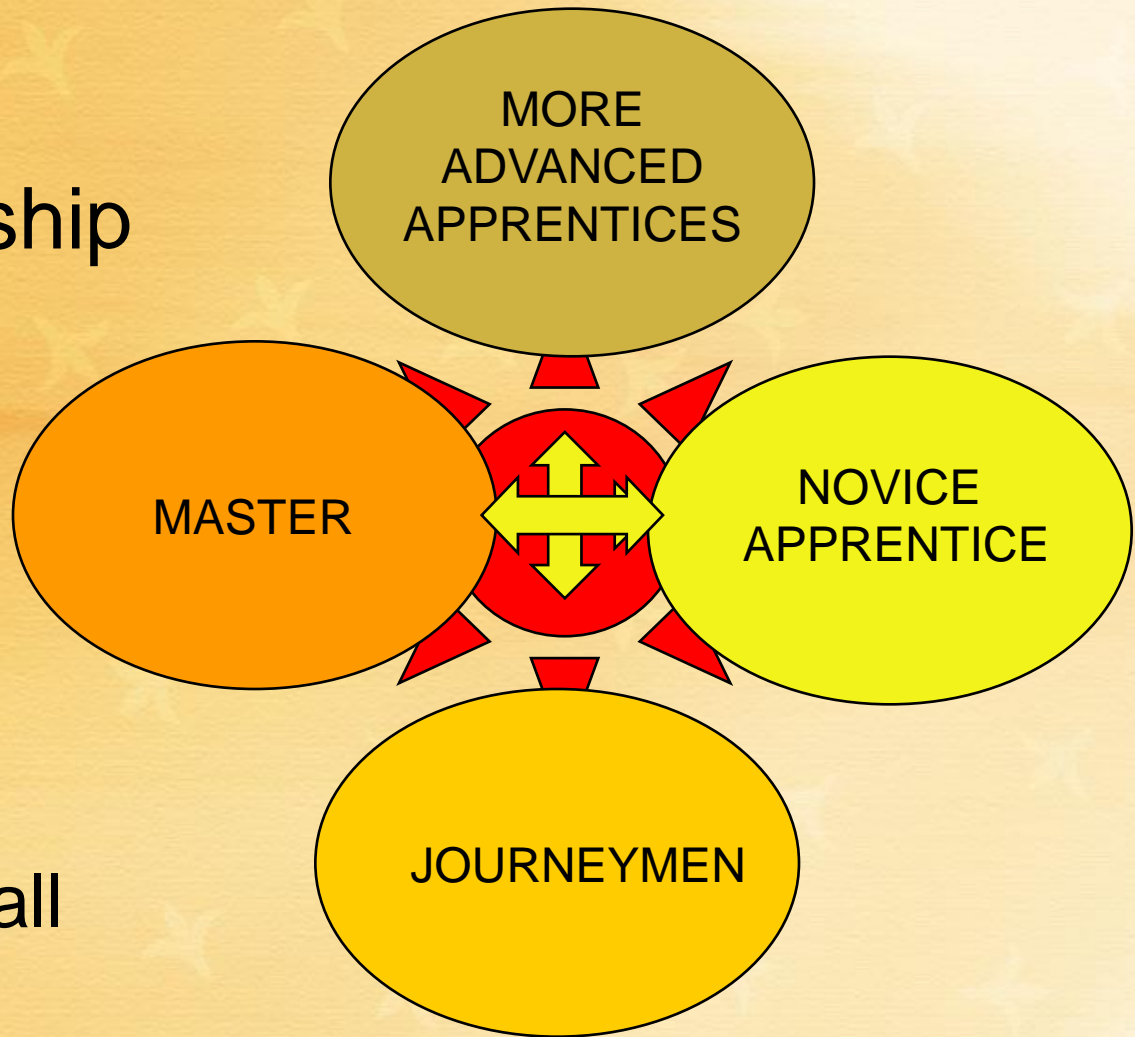 MORE
ADVANCED
APPRENTICES
ship
MASTER
NOVICE
APPRENTICE
JOURNEYMEN
all